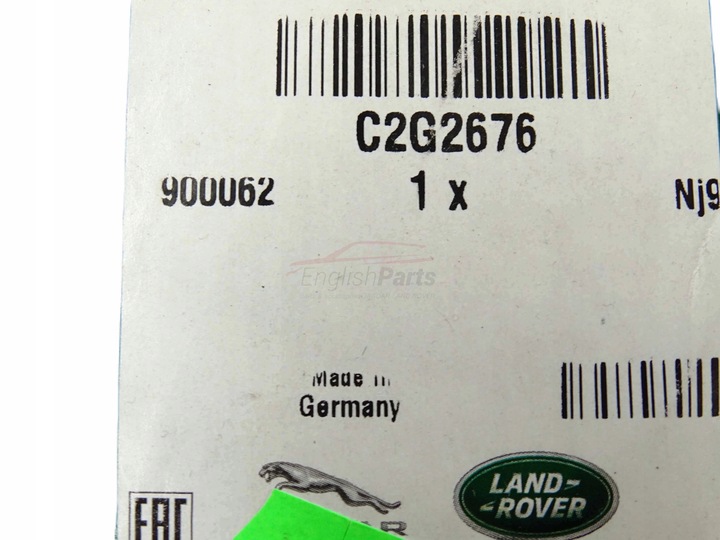 C2G2676
900062 1 x Nj9
EnglishParts
Made in
Germany
LAND-
-ROVER
EAC